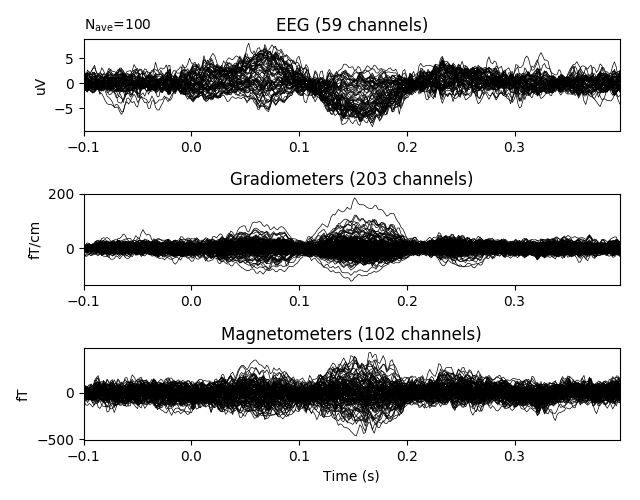 N_ave=100
EEG (59 channels)
5
0
−5
uV
−0.1 0.0 0.1 0.2 0.3
Gradiometers (203 channels)
200
0
fT/cm
−0.1 0.0 0.1 0.2 0.3
Magnetometers (102 channels)
0
−500
fT
−0.1 0.0 0.1 0.2 0.3
Time (s)